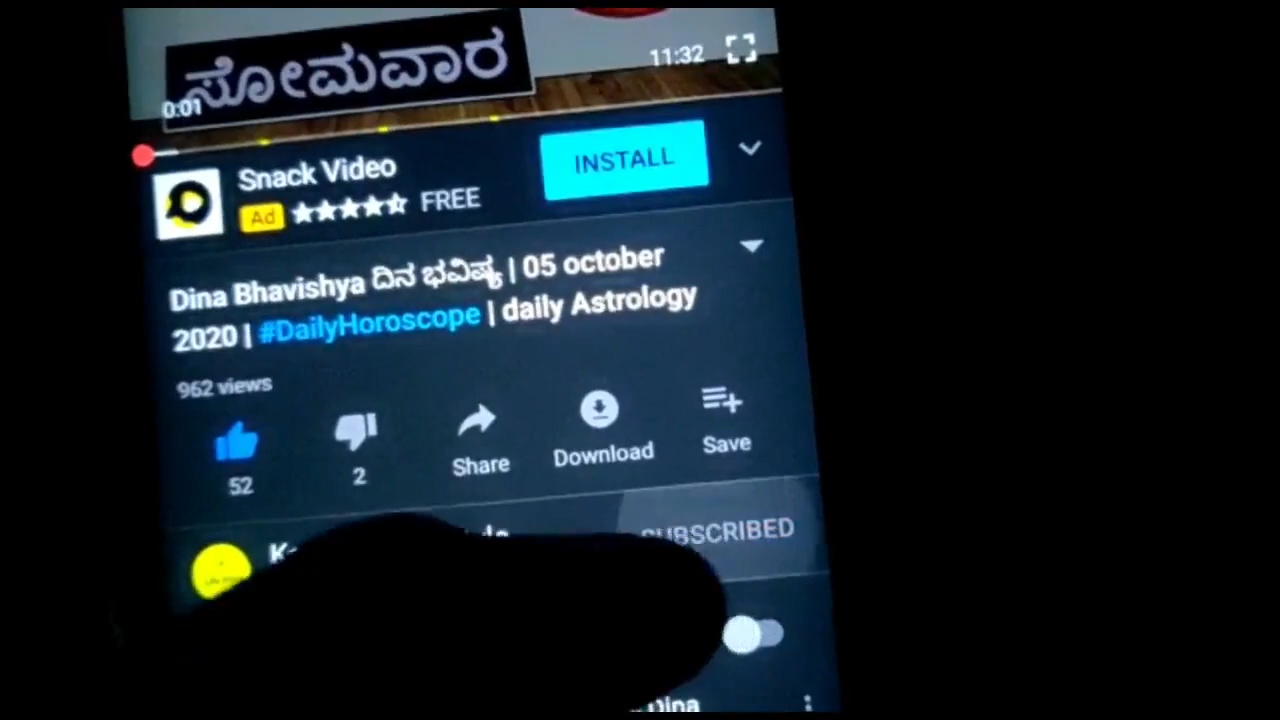 ಸೋಮವಾರ
11:32
0:01
Snack Video
INSTALL
Ad FREE
Dina Bhavishya ದಿನ ಭವಿಷ್ಯ | 05 october
2020 | #DailyHoroscope | daily Astrology
962 views
52
2
Share
Download
Save
SUBSCRIBED
Dina